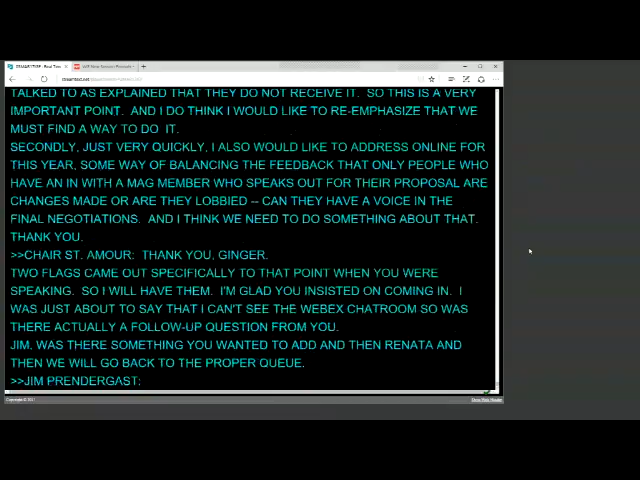 TALKED TO AS EXPLAINED THAT THEY DO NOT RECEIVE IT.  SO THIS IS A VERY
IMPORTANT POINT.  AND I DO THINK I WOULD LIKE TO RE-EMPHASIZE THAT WE
MUST FIND A WAY TO DO  IT.
SECONDLY, JUST VERY QUICKLY, I ALSO WOULD LIKE TO ADDRESS ONLINE FOR
THIS YEAR, SOME WAY OF BALANCING THE FEEDBACK THAT ONLY PEOPLE WHO
HAVE AN IN WITH A MAG MEMBER WHO SPEAKS OUT FOR THEIR PROPOSAL ARE
CHANGES MADE OR ARE THEY LOBBIED -- CAN THEY HAVE A VOICE IN THE
FINAL NEGOTIATIONS.  AND I THINK WE NEED TO DO SOMETHING ABOUT THAT.
THANK YOU.
>>CHAIR ST. AMOUR:  THANK YOU, GINGER.
TWO FLAGS CAME OUT SPECIFICALLY TO THAT POINT WHEN YOU WERE
SPEAKING.  SO I WILL HAVE THEM.  I'M GLAD YOU INSISTED ON COMING IN.  I
WAS JUST ABOUT TO SAY THAT I CAN'T SEE THE WEBEX CHATROOM SO WAS
THERE ACTUALLY A FOLLOW-UP QUESTION FROM YOU.
JIM. WAS THERE SOMETHING YOU WANTED TO ADD AND THEN RENATA AND
THEN WE WILL GO BACK TO THE PROPER QUEUE.
>>JIM PRENDERGAST: